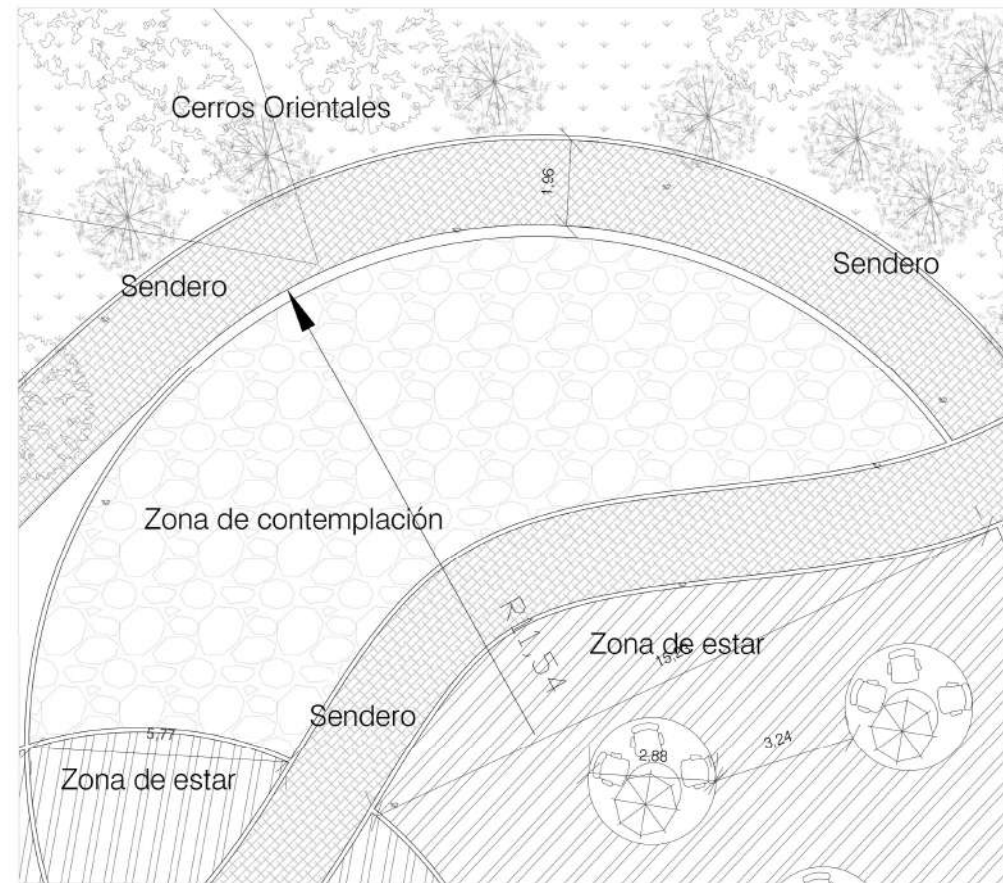 Cerros Orientales
1,96
Sendero
Sendero
Zona de contemplación
R11,54
Zona de estar
Sendero
5,77
Zona de estar
3,24
2,88